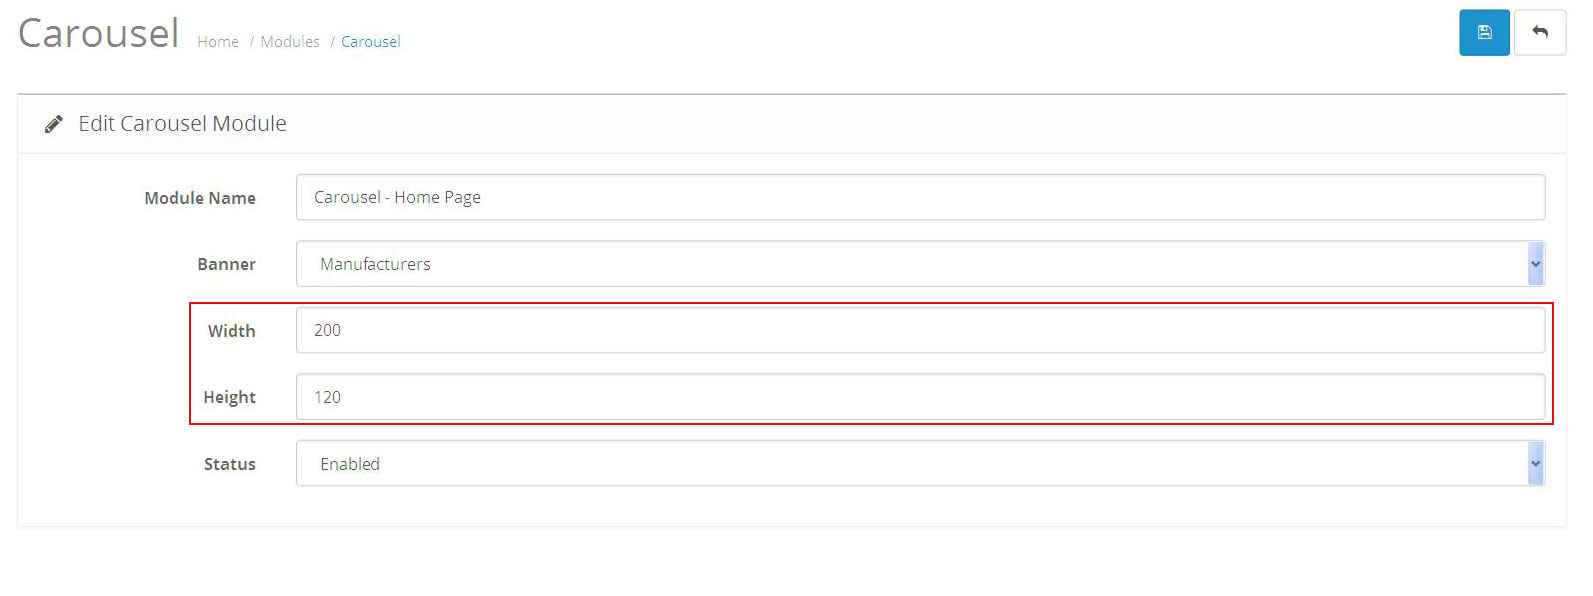 Carousel Home / Modules / Carousel
Edit Carousel Module
Module Name Carousel - Home Page
Banner Manufacturers
Width 200
Height 120
Status Enabled